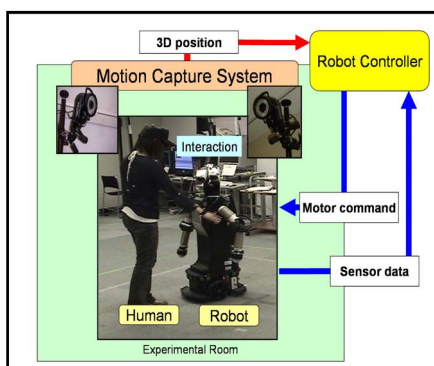 3D position
Motion Capture System
Robot Controller
Interaction
Motor command
Sensor data
Human
Robot
Experimental Room